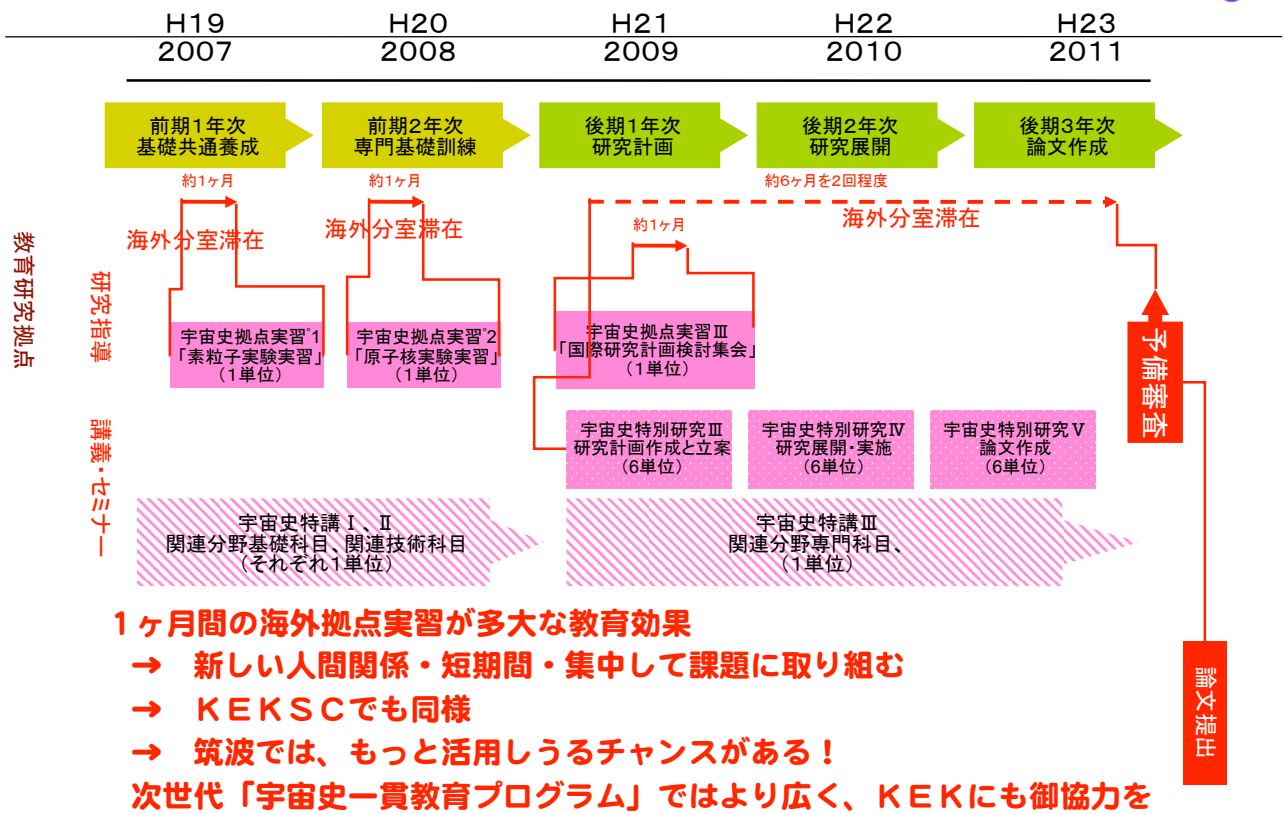 H19 H20 H21 H22 H23
2007 2008 2009 2010 2011
前期1年次
基礎共通養成
前期2年次
専門基礎訓練
後期1年次
研究計画
後期2年次
研究展開
後期3年次
論文作成
約1ヶ月
海外分室滞在
約1ヶ月
海外分室滞在
約6ヶ月を2回程度
海外分室滞在
約1ヶ月
教育研究拠点
研究指導
宇宙史拠点実習゜1
「素粒子実験実習」
(1単位)
宇宙史拠点実習゜2
「原子核実験実習」
(1単位)
宇宙史拠点実習Ⅲ
「国際研究計画検討集会」
(1単位)
予備審査
講義・セミナー
宇宙史特別研究Ⅲ
研究計画作成と立案
(6単位)
宇宙史特別研究Ⅳ
研究展開・実施
(6単位)
宇宙史特別研究Ⅴ
論文作成
(6単位)
宇宙史特講Ⅰ、Ⅱ
関連分野基礎科目、関連技術科目
(それぞれ1単位)
宇宙史特講Ⅲ
関連分野専門科目、
(1単位)
論文提出
1ヶ月間の海外拠点実習が多大な教育効果
→ 新しい人間関係・短期間・集中して課題に取り組む
→ KEKSCでも同様
→ 筑波では、もっと活用しうるチャンスがある！
次世代「宇宙史一貫教育プログラム」ではより広く、KEKにも御協力を